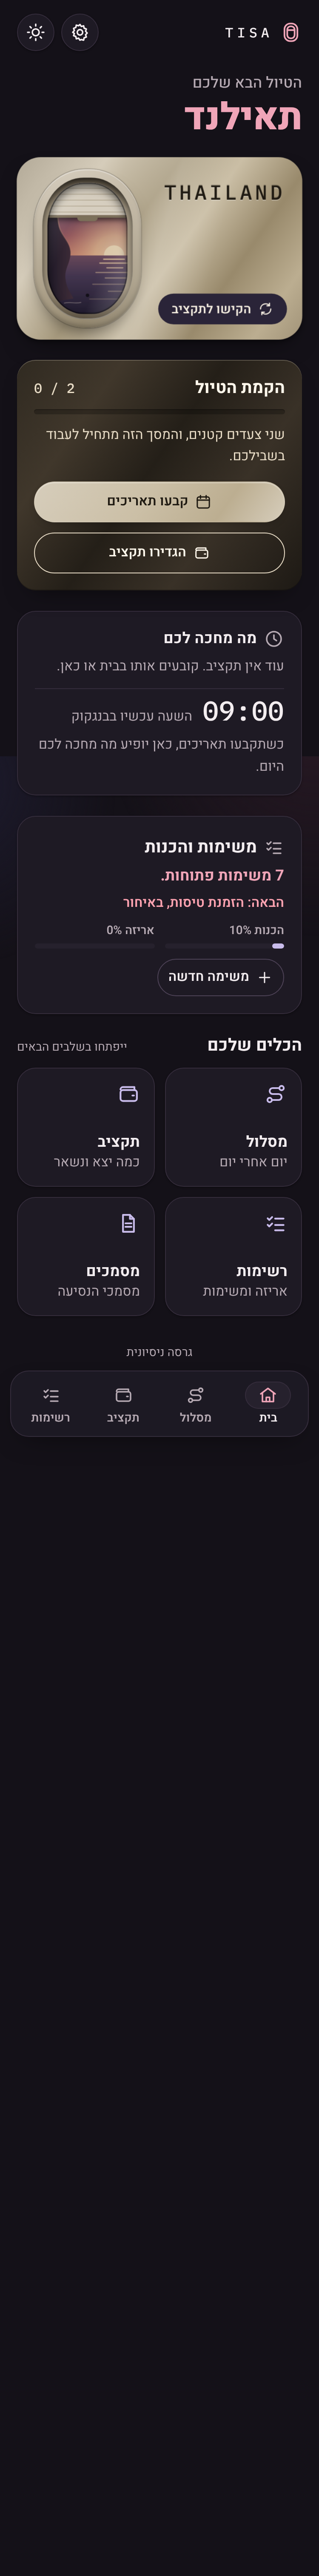 TISA
הטיול הבא שלכם
תאילנד
THAILAND
הקישו לתקציב
הקמת הטיול
0 / 2
שני צעדים קטנים, והמסך הזה מתחיל לעבוד
בשבילכם.
קבעו תאריכים
הגדירו תקציב
מה מחכה לכם
עוד אין תקציב. קובעים אותו בבית או כאן.
09:00 השעה עכשיו בבנגקוק
כשתקבעו תאריכים, כאן יופיע מה מחכה לכם
היום.
משימות והכנות
7 משימות פתוחות.
הבאה: הזמנת טיסות, באיחור
הכנות 10%
אריזה 0%
משימה חדשה
הכלים שלכם
ייפתחו בשלבים הבאים
מסלול
יום אחרי יום
תקציב
כמה יצא ונשאר
רשימות
אריזה ומשימות
מסמכים
מסמכי הנסיעה
גרסה ניסיונית
בית
מסלול
תקציב
רשימות